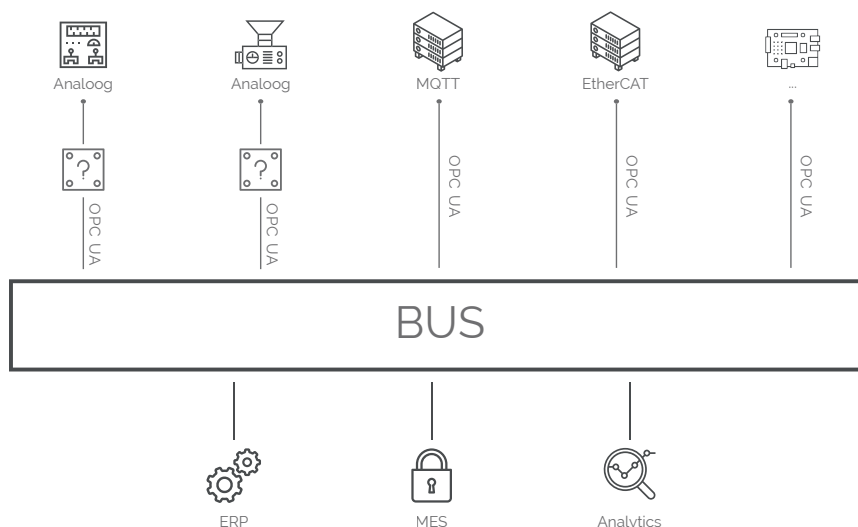 Analoog
Analoog
MQTT
EtherCAT
...
?
?
OPC UA
OPC UA
OPC UA
OPC UA
OPC UA
BUS
ERP
MES
Analytics